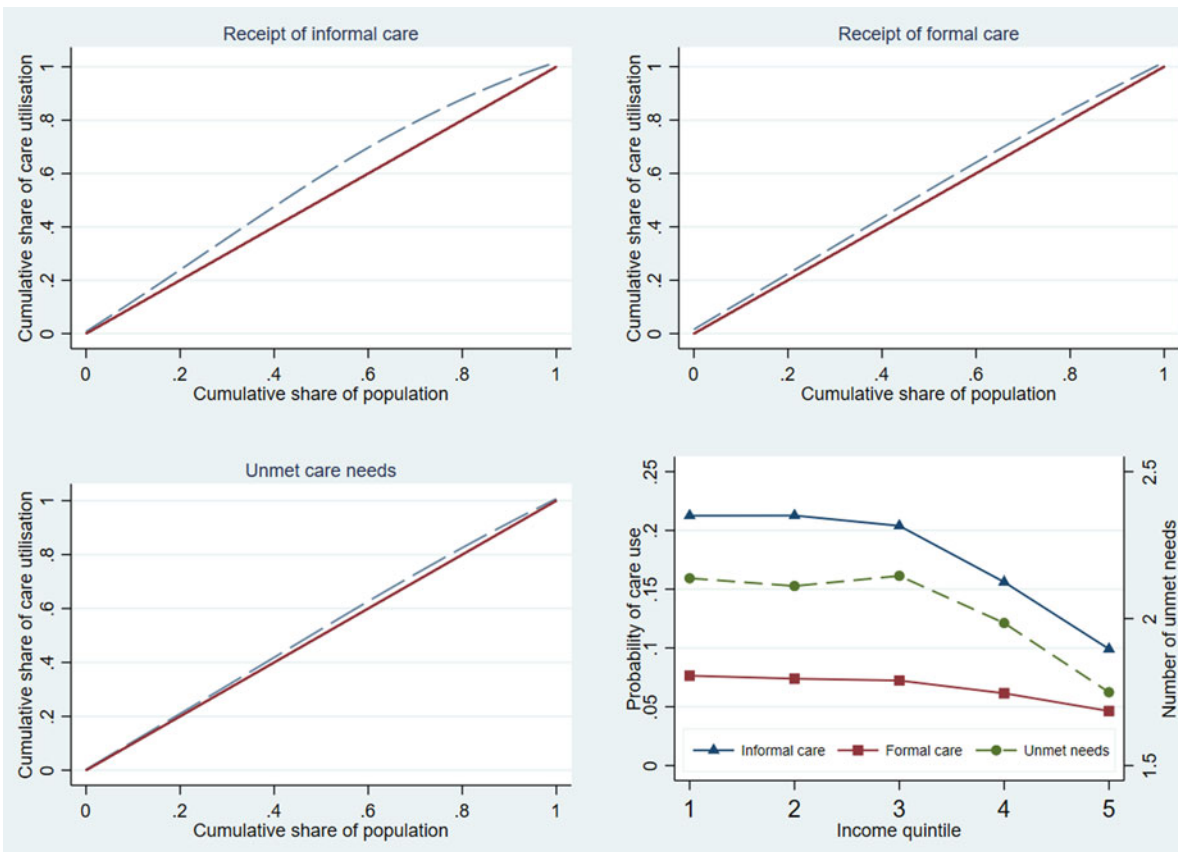 Receipt of informal care
Cumulative share of care utilisation
1
.8
.6
.4
.2
0
0 .2 .4 .6 .8 1
Cumulative share of population
Receipt of formal care
Cumulative share of care utilisation
1
.8
.6
.4
.2
0
0 .2 .4 .6 .8 1
Cumulative share of population
Unmet care needs
Cumulative share of care utilisation
1
.8
.6
.4
.2
0
0 .2 .4 .6 .8 1
Cumulative share of population
Probability of care use
.25
.2
.15
.1
.05
0
Number of unmet needs
2.5
2
1.5
Informal care Formal care Unmet needs
1 2 3 4 5
Income quintile